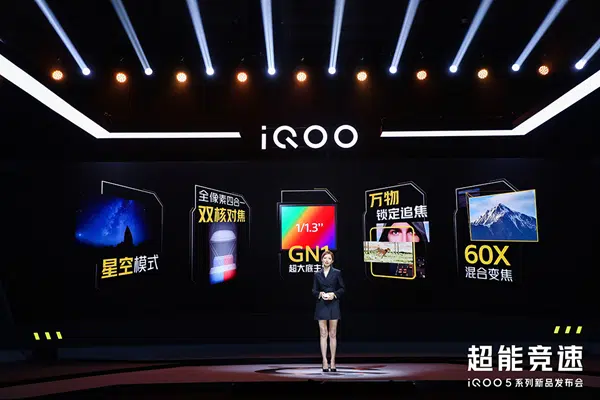 iQOO
星空模式
全像素四合一
双核对焦
1/1.3"
GN1
超大底主
万物
锁定追焦
60X
混合变焦
超能竞速
iQOO 5 系列新品发布会